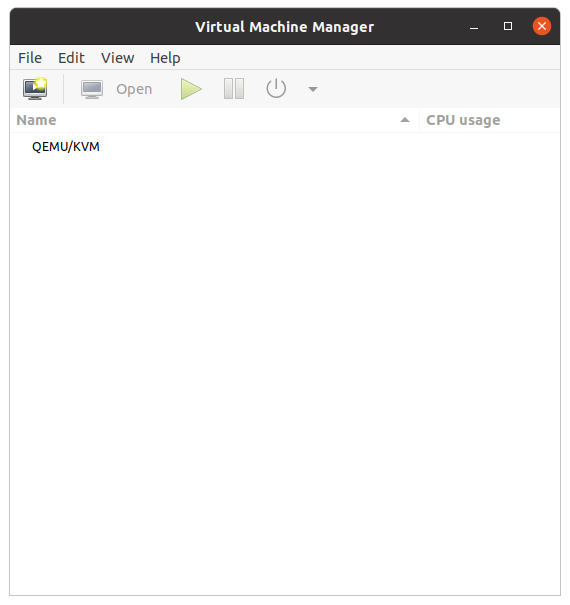 Virtual Machine Manager
File Edit View Help
Open
Name CPU usage
QEMU/KVM